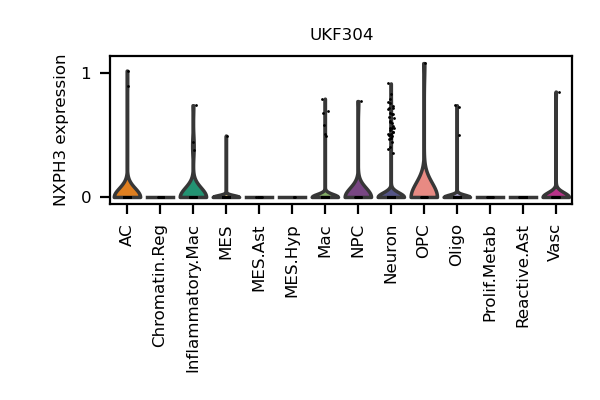 UKF304
NXPH3 expression
1
0
AC
Chromatin.Reg
Inflammatory.Mac
MES
MES.Ast
MES.Hyp
Mac
NPC
Neuron
OPC
Oligo
Prolif.Metab
Reactive.Ast
Vasc